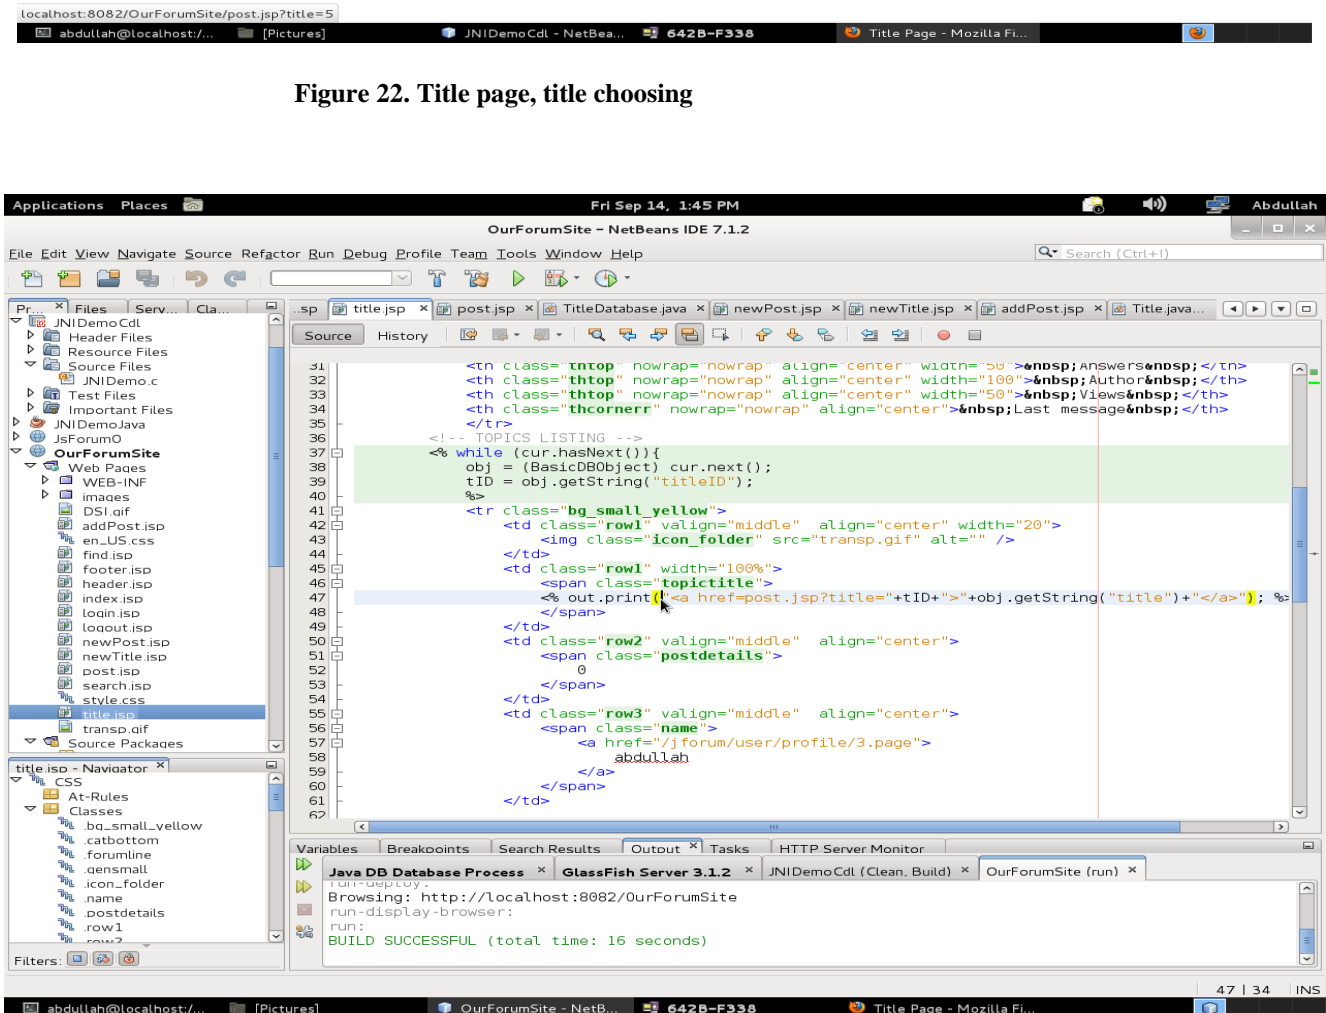 localhost:8082/OurForumSite/post.jsp?title=5
abdullah@localhost:/... [Pictures] JNIDemoCdl - NetBea... 642B-F338 Title Page - Mozilla Fi...
Figure 22. Title page, title choosing
Applications Places Fri Sep 14, 1:45 PM Abdullah
OurForumSite - NetBeans IDE 7.1.2
File Edit View Navigate Source Refactor Run Debug Profile Team Tools Window Help Search (Ctrl+I)
Pr... Files Serv... Cla...
JNIDemoCdl
Header Files
Resource Files
Source Files
JNIDemo.c
Test Files
Important Files
JNIDemoJava
JsForumO
OurForumSite
Web Pages
WEB-INF
images
DSI.gif
addPost.jsp
en_US.css
find.jsp
footer.jsp
header.jsp
index.jsp
login.jsp
logout.jsp
newPost.jsp
newTitle.jsp
post.jsp
search.jsp
style.css
title.jsp
transp.gif
Source Packages
title.jsp - Navigator
CSS
At-Rules
Classes
.bg_small_yellow
.catbottom
.forumline
.gensmall
.icon_folder
.name
.postdetails
.row1
.row2
Filters:
...sp title.jsp post.jsp TitleDatabase.java newPost.jsp newTitle.jsp addPost.jsp Title.java...
Source History
31 <th class="thtop" nowrap="nowrap" align="center" width="50">&nbsp;Answers&nbsp;</th>
32 <th class="thtop" nowrap="nowrap" align="center" width="100">&nbsp;Author&nbsp;</th>
33 <th class="thtop" nowrap="nowrap" align="center" width="50">&nbsp;Views&nbsp;</th>
34 <th class="thcornerr" nowrap="nowrap" align="center">&nbsp;Last message&nbsp;</th>
35 </tr>
36 <!-- TOPICS LISTING -->
37 <% while (cur.hasNext()){
38 obj = (BasicDBObject) cur.next();
39 tID = obj.getString("titleID");
40 %>
41 <tr class="bg_small_yellow">
42 <td class="row1" valign="middle" align="center" width="20">
43 <img class="icon_folder" src="transp.gif" alt="" />
44 </td>
45 <td class="row1" width="100%">
46 <span class="topictitle">
47 <% out.print("<a href=post.jsp?title="+tID+">"+obj.getString("title")+"</a>"); %>
48 </span>
49 </td>
50 <td class="row2" valign="middle" align="center">
51 <span class="postdetails">
52 0
53 </span>
54 </td>
55 <td class="row3" valign="middle" align="center">
56 <span class="name">
57 <a href="/jforum/user/profile/3.page">
58 abdullah
59 </a>
60 </span>
61 </td>
62
Variables Breakpoints Search Results Output Tasks HTTP Server Monitor
Java DB Database Process GlassFish Server 3.1.2 JNIDemoCdl (Clean, Build) OurForumSite (run)
run-deploy:
Browsing: http://localhost:8082/OurForumSite
run-display-browser:
run:
BUILD SUCCESSFUL (total time: 16 seconds)
47 | 34 INS
abdullah@localhost:/... [Pictures] OurForumSite - NetB... 642B-F338 Title Page - Mozilla Fi...